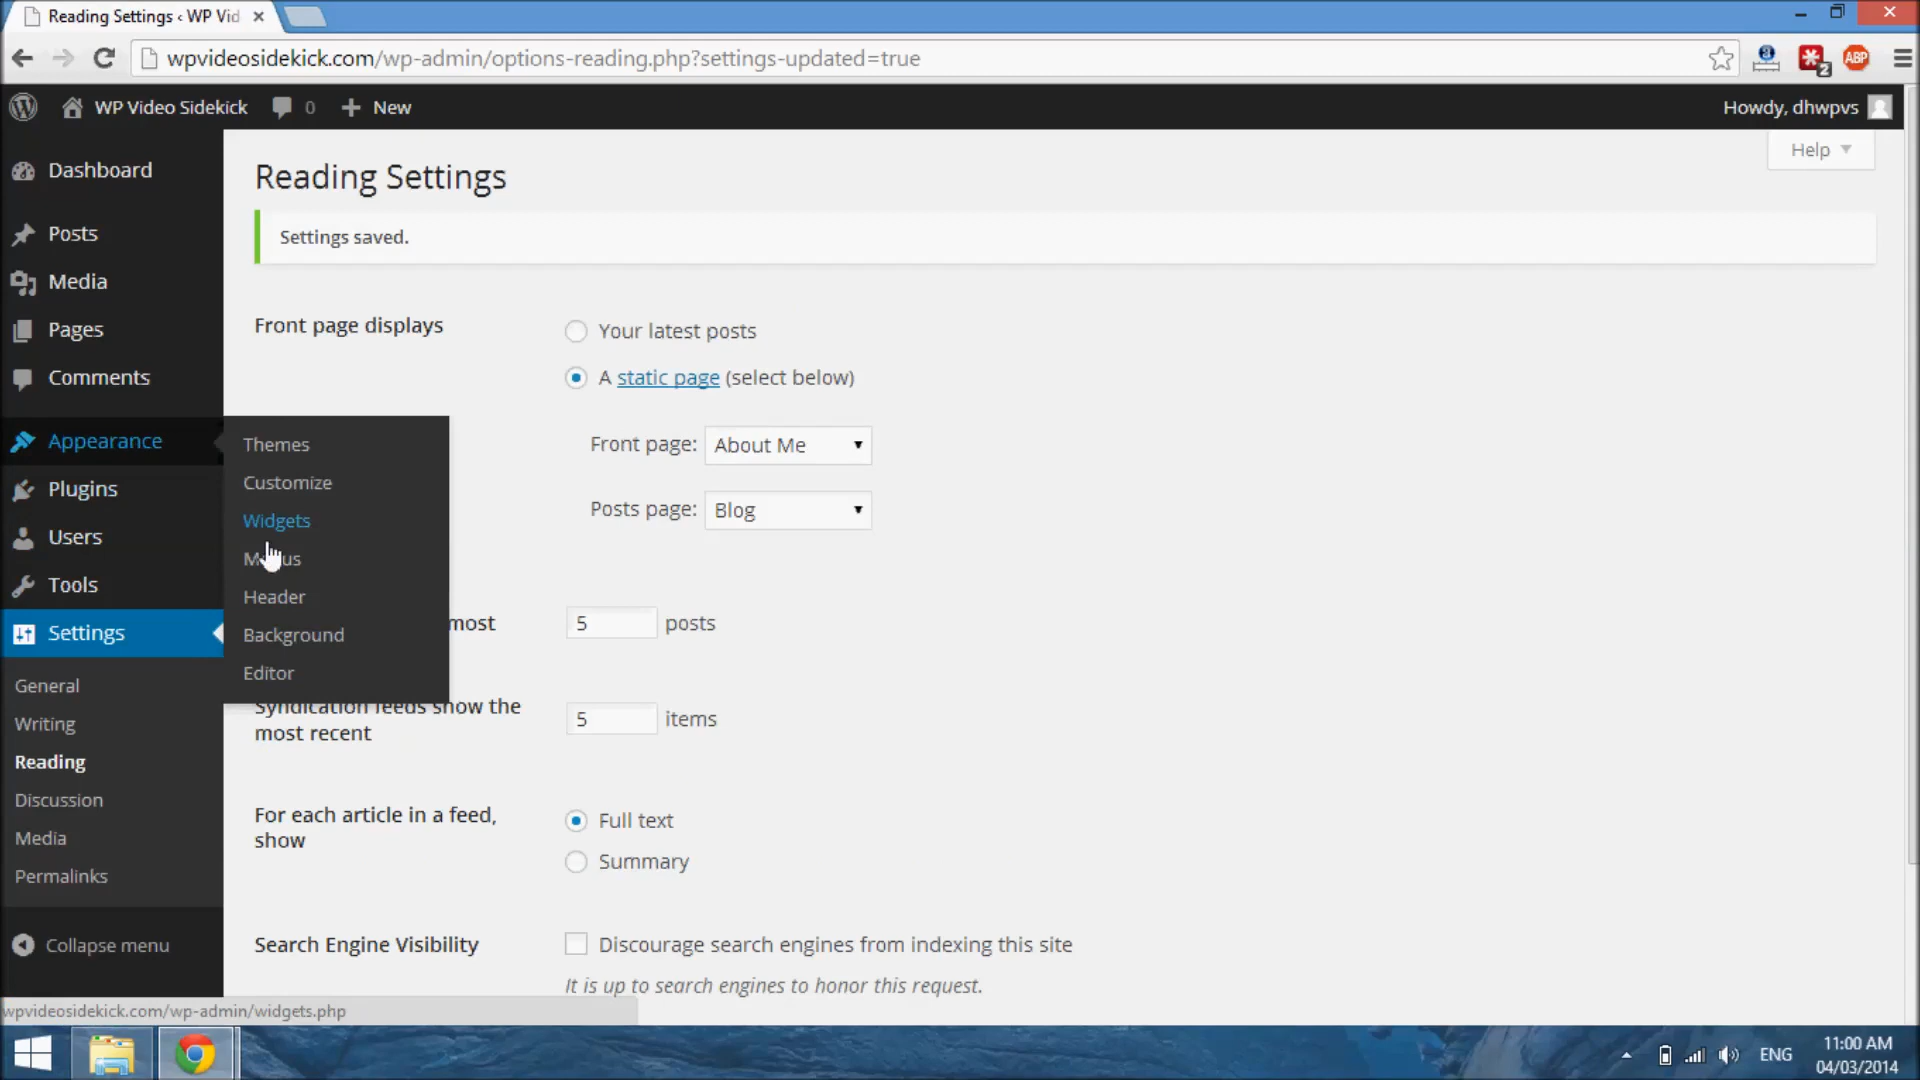 Reading Settings ‹ WP Vid
wpvideosidekick.com/wp-admin/options-reading.php?settings-updated=true
2
ABP
WP Video Sidekick
0
New
Howdy, dhwpvs
Dashboard
Posts
Media
Pages
Comments
Appearance
Plugins
Users
Tools
Settings
General
Writing
Reading
Discussion
Media
Permalinks
Collapse menu
Themes
Customize
Widgets
Header
Background
Editor
Help
Reading Settings
Settings saved.
Front page displays
Your latest posts
A static page (select below)
Front page: About Me
Posts page: Blog
most
5 posts
Syndication feeds show the
most recent
5 items
For each article in a feed,
show
Full text
Summary
Search Engine Visibility
Discourage search engines from indexing this site
It is up to search engines to honor this request.
wpvideosidekick.com/wp-admin/widgets.php
ENG
11:00 AM
04/03/2014